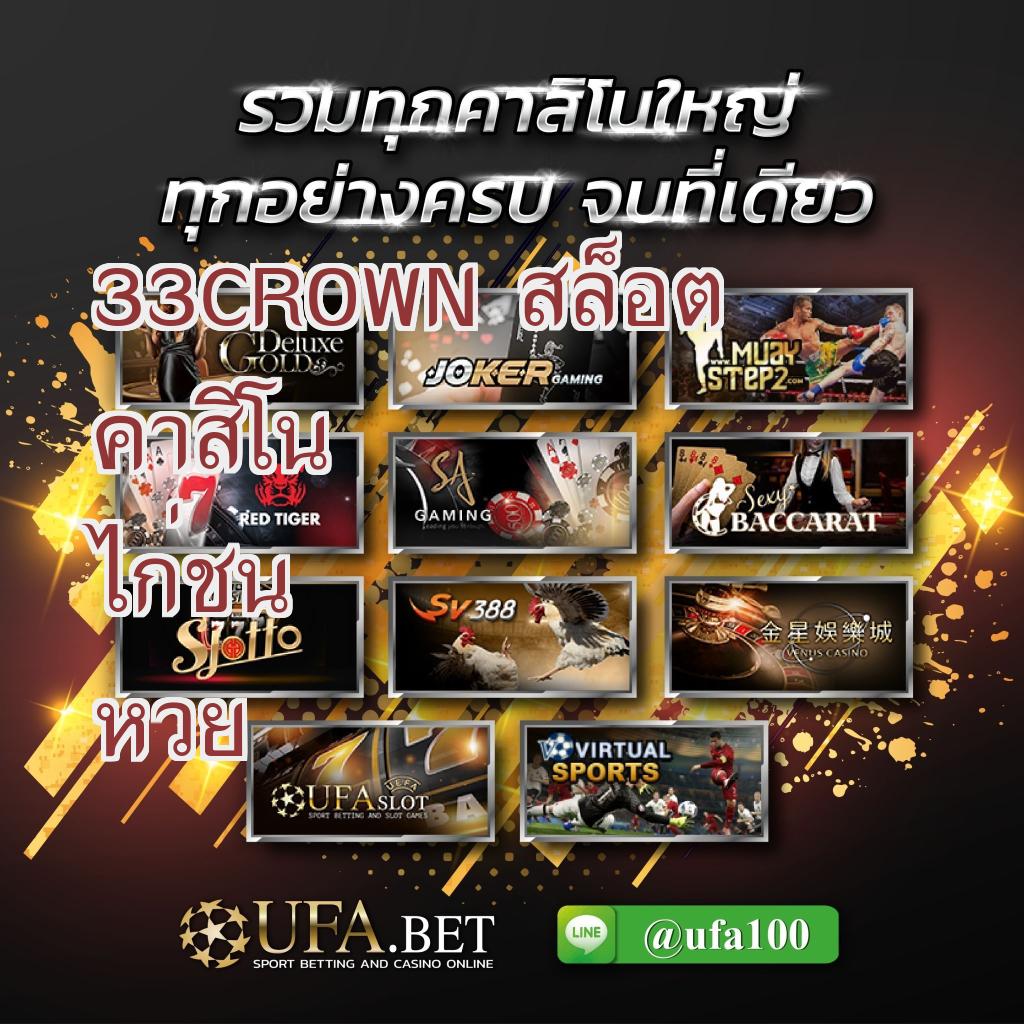 รวมทุกคาสิโนใหญ่
ทุกอย่างครบ จบที่เดียว
33CROWN สล็อต
Deluxe
GOLD
JOKER GAMING
WWW.MUAY
STEP2.COM
คาสิโน
RED TIGER
SA
GAMING
Sexy
BACCARAT
ไก่ชน
Slotto
SV388
金星娛樂城
VENUS CASINO
หวย
UEFA
UFASLOT
SPORT BETTING AND SLOT GAMES
VIRTUAL
SPORTS
UFA.BET
SPORT BETTING AND CASINO ONLINE
LINE
@ufa100